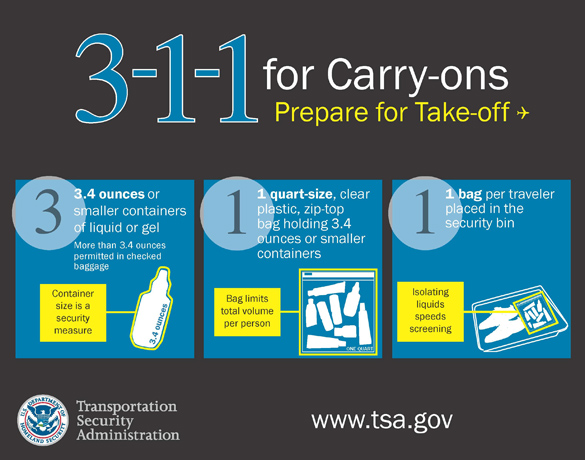 3-1-1 for Carry-ons
Prepare for Take-off
3
3.4 ounces or
smaller containers
of liquid or gel
More than 3.4 ounces
permitted in checked
baggage
Container
size is a
security
measure
3.4 ounces
1
1 quart-size, clear
plastic, zip-top
bag holding 3.4
ounces or smaller
containers
Bag limits
total volume
per person
ONE QUART
1
1 bag per traveler
placed in the
security bin
Isolating
liquids
speeds
screening
U.S. DEPARTMENT OF
HOMELAND SECURITY
Transportation
Security
Administration
www.tsa.gov